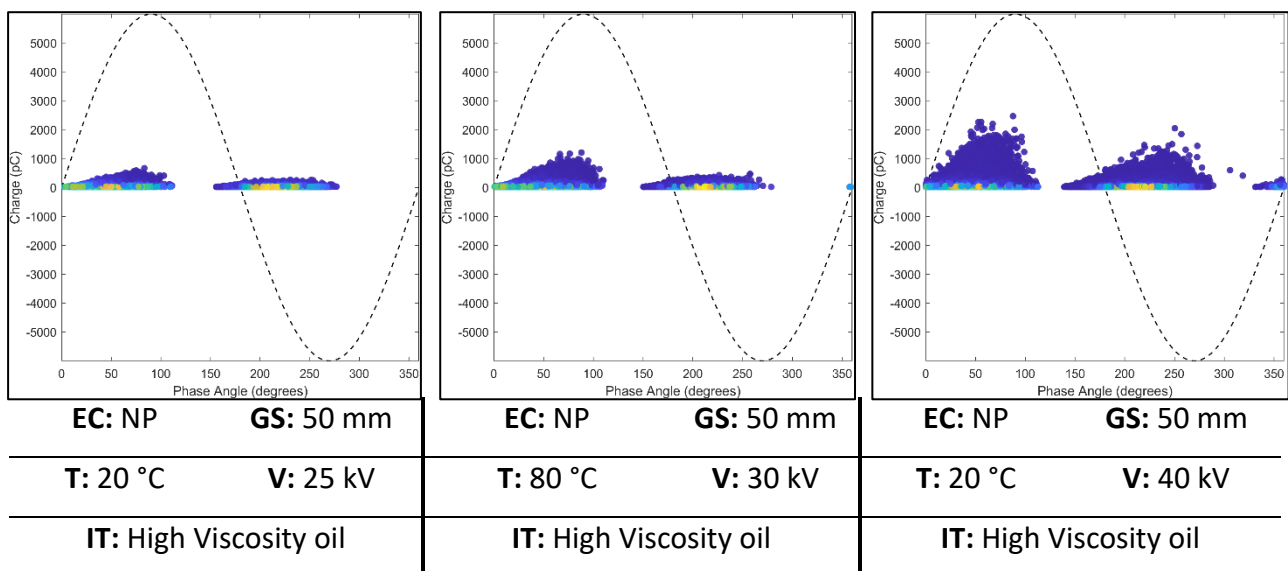 5000
4000
3000
2000
1000
0
-1000
-2000
-3000
-4000
-5000
Charge (pC)
0 50 100 150 200 250 300 350
Phase Angle (degrees)
5000
4000
3000
2000
1000
0
-1000
-2000
-3000
-4000
-5000
Charge (pC)
0 50 100 150 200 250 300 350
Phase Angle (degrees)
5000
4000
3000
2000
1000
0
-1000
-2000
-3000
-4000
-5000
Charge (pC)
0 50 100 150 200 250 300 350
Phase Angle (degrees)
EC: NP GS: 50 mm EC: NP GS: 50 mm EC: NP GS: 50 mm
T: 20 °C V: 25 kV T: 80 °C V: 30 kV T: 20 °C V: 40 kV
IT: High Viscosity oil IT: High Viscosity oil IT: High Viscosity oil